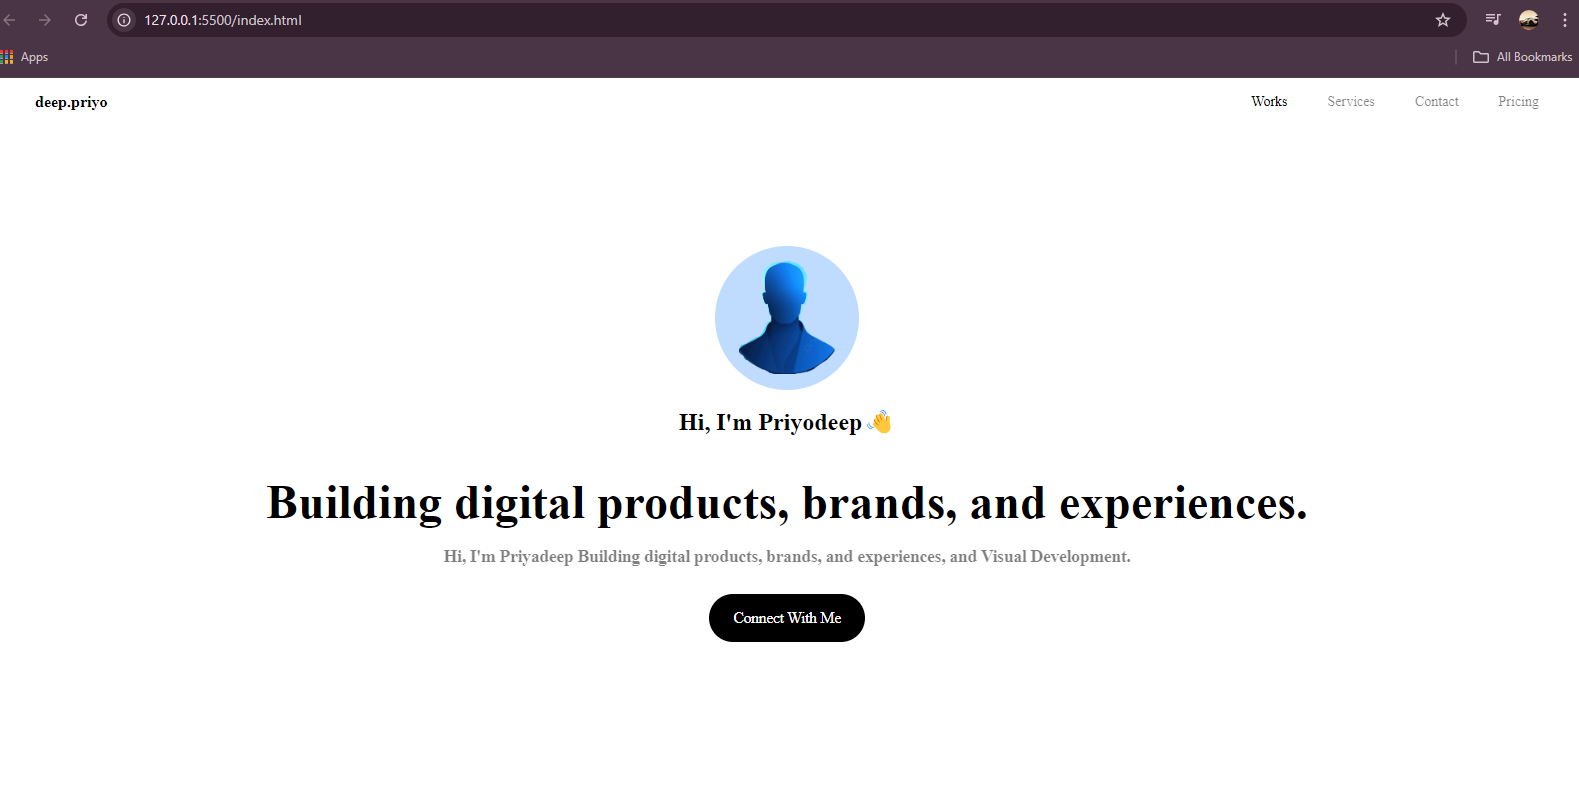 127.0.0.1:5500/index.html
Apps
All Bookmarks
deep.priyo
Works
Services
Contact
Pricing
Hi, I'm Priyodeep 👋
Building digital products, brands, and experiences.
Hi, I'm Priyadeep Building digital products, brands, and experiences, and Visual Development.
Connect With Me